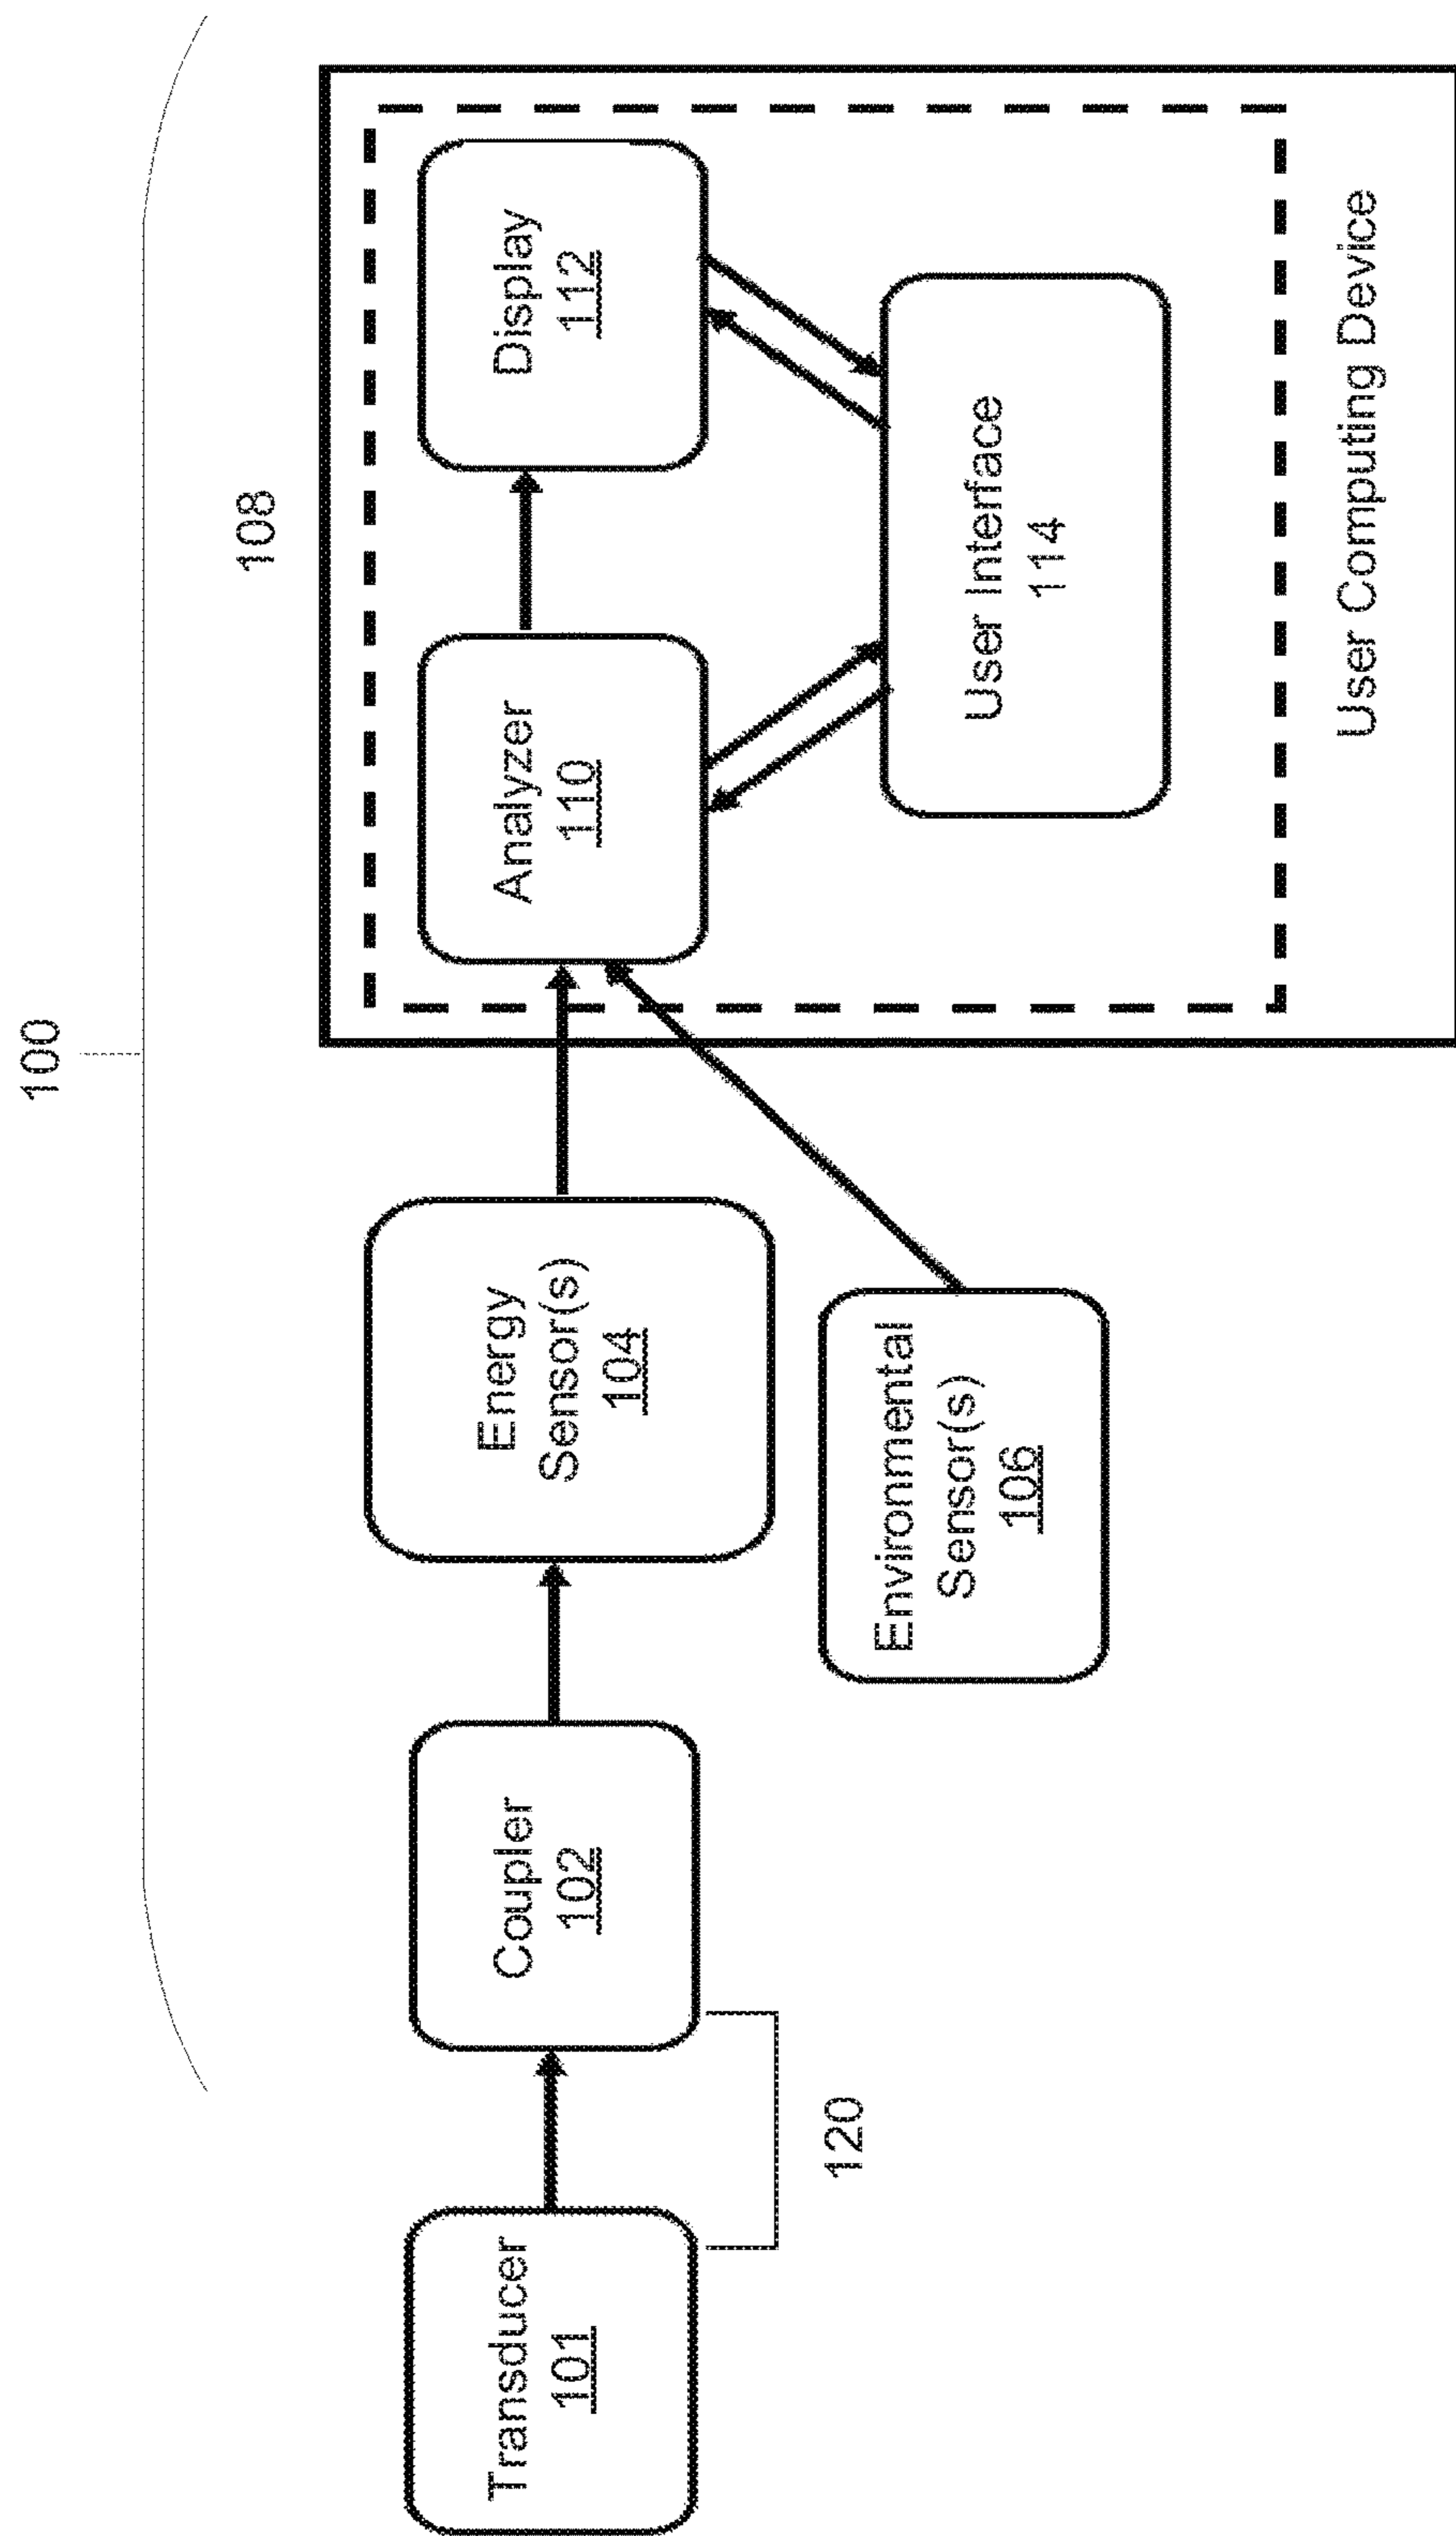 100
108
Transducer
101
120
Coupler
102
Energy
Sensor(s)
104
Environmental
Sensor(s)
106
Analyzer
110
Display
112
User Interface
114
User Computing Device